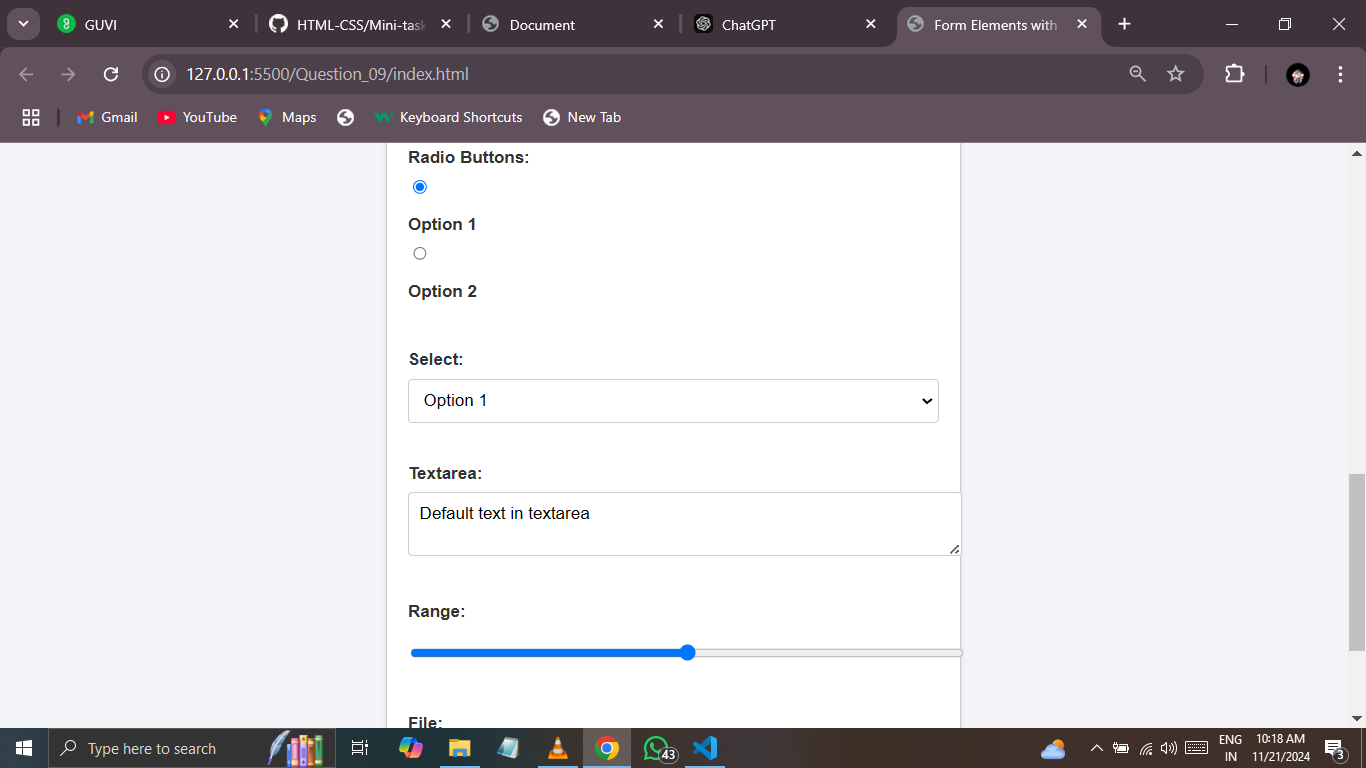 GUVI
HTML-CSS/Mini-task
Document
ChatGPT
Form Elements with
127.0.0.1:5500/Question_09/index.html
Gmail
YouTube
Maps
Keyboard Shortcuts
New Tab
Radio Buttons:
Option 1
Option 2
Select:
Option 1
Textarea:
Default text in textarea
Range:
File:
Type here to search
43
ENG
IN
10:18 AM
11/21/2024
3